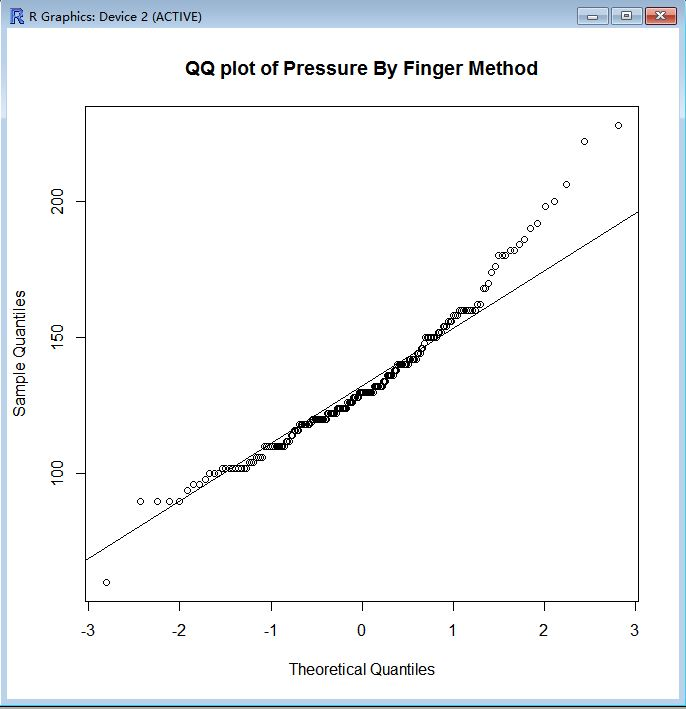 R Graphics: Device 2 (ACTIVE)
QQ plot of Pressure By Finger Method
Sample Quantiles
200
150
100
-3 -2 -1 0 1 2 3
Theoretical Quantiles